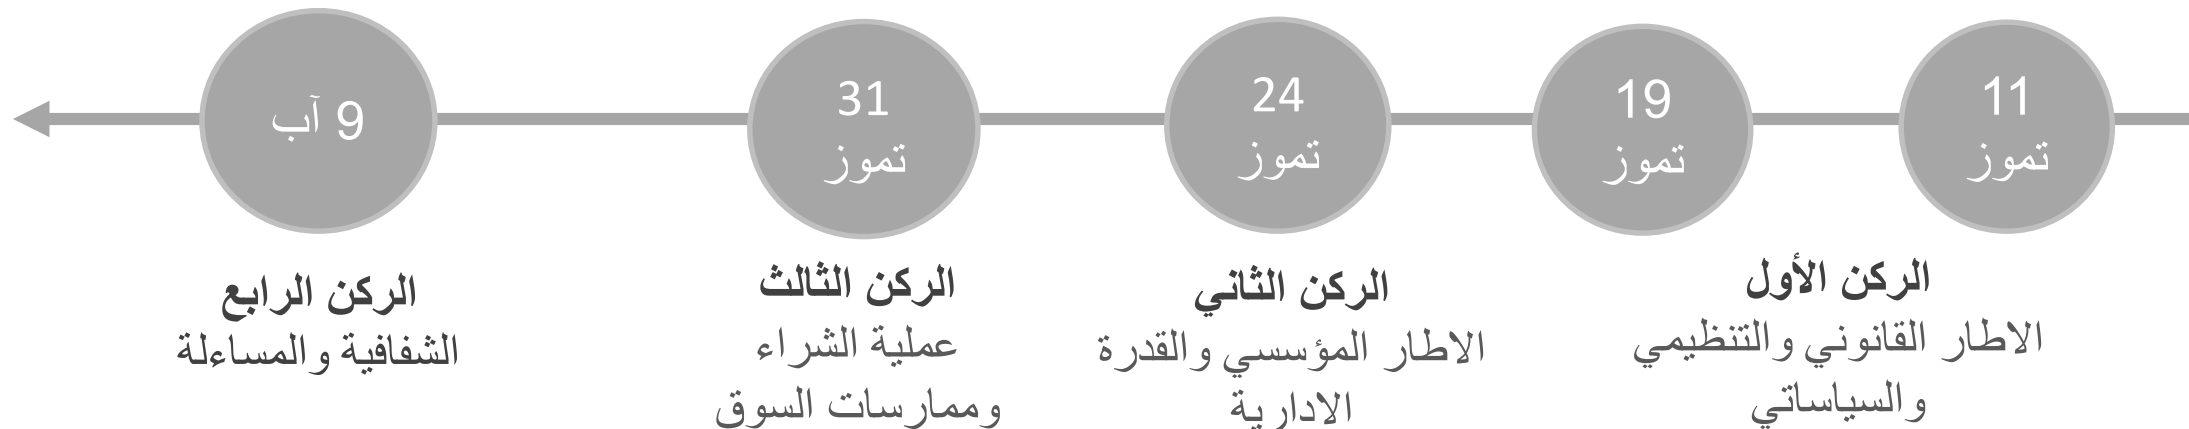 11
تموز
19
تموز
24
تموز
31
تموز
9 آب
الركن الأول
الاطار القانوني والتنظيمي
والسياساتي
الركن الثاني
الاطار المؤسسي والقدرة
الادارية
الركن الثالث
عملية الشراء
وممارسات السوق
الركن الرابع
الشفافية والمساءلة